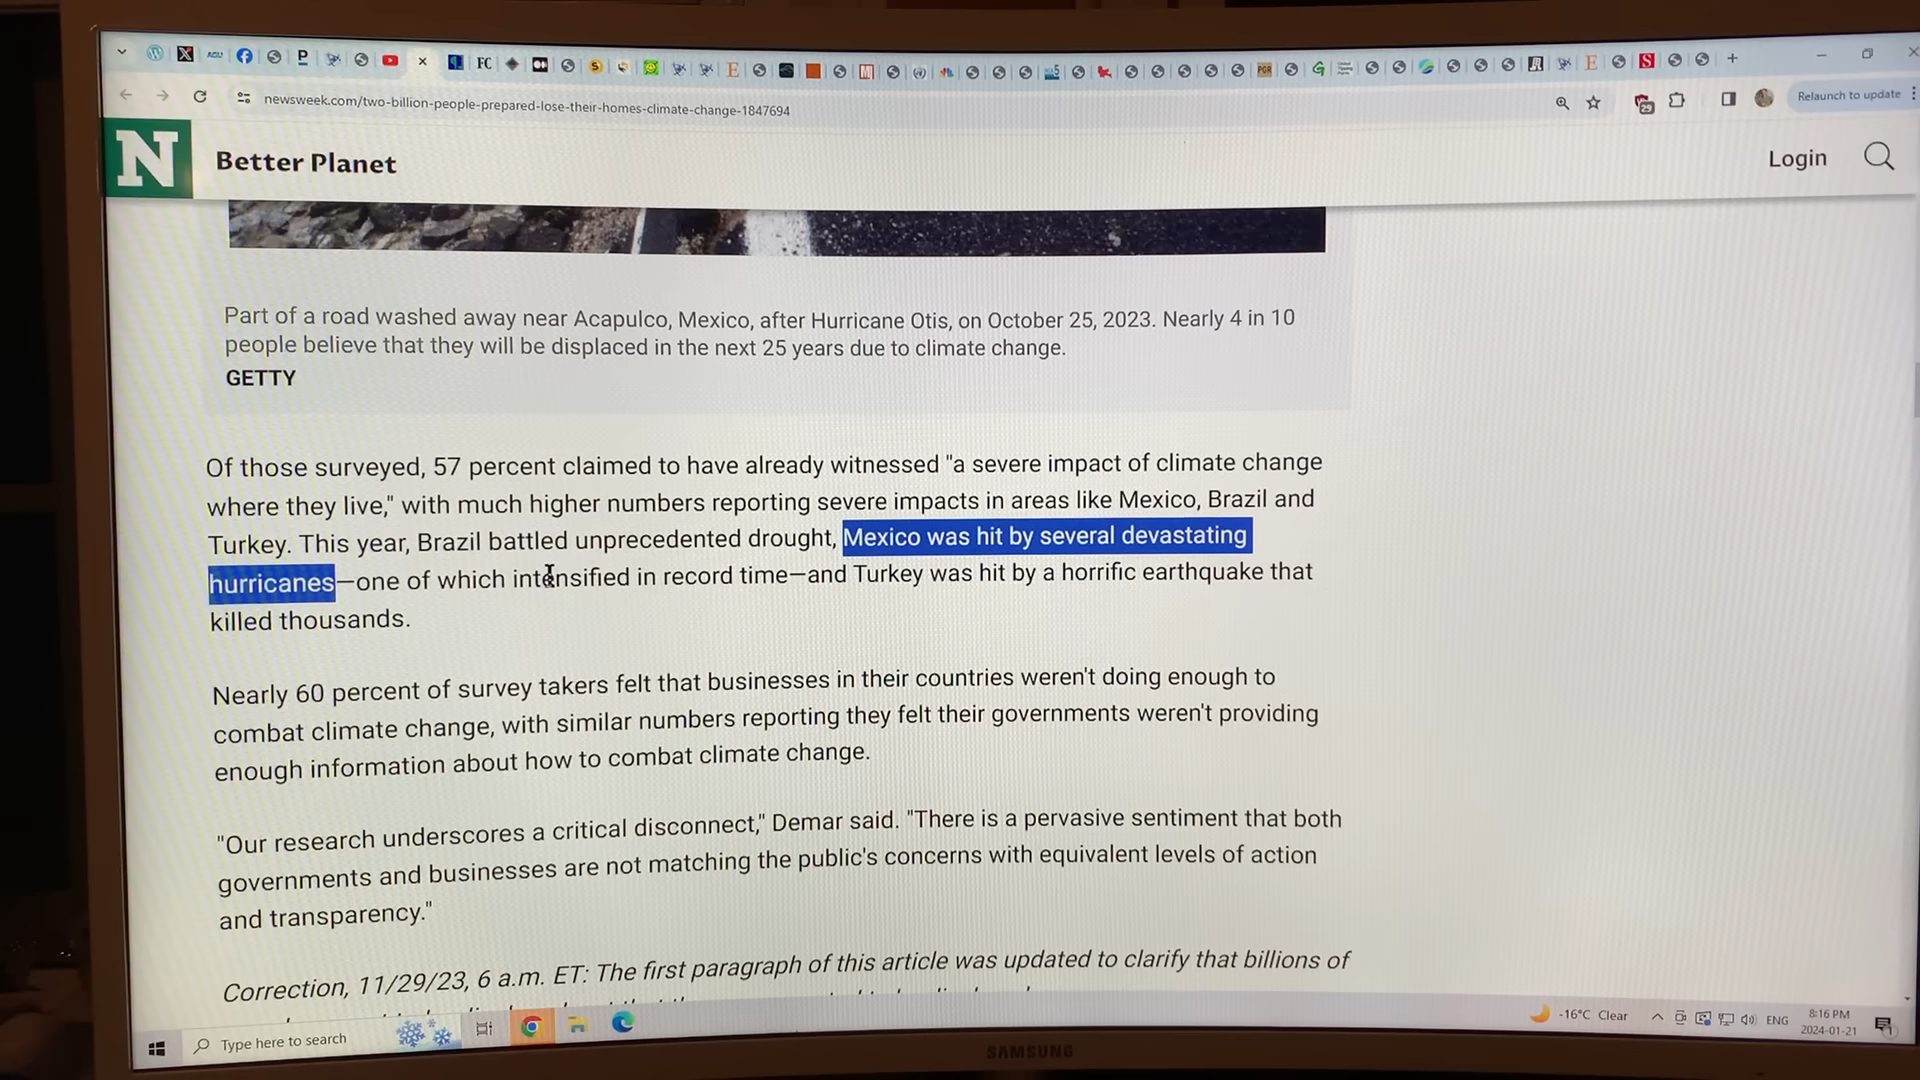 P
FC
S
E
M
5
PGR
G
E
S
newsweek.com/two-billion-people-prepared-lose-their-homes-climate-change-1847694
Relaunch to update
N
Better Planet
Login
Part of a road washed away near Acapulco, Mexico, after Hurricane Otis, on October 25, 2023. Nearly 4 in 10
people believe that they will be displaced in the next 25 years due to climate change.
GETTY
Of those surveyed, 57 percent claimed to have already witnessed "a severe impact of climate change
where they live," with much higher numbers reporting severe impacts in areas like Mexico, Brazil and
Turkey. This year, Brazil battled unprecedented drought, Mexico was hit by several devastating
hurricanes—one of which intensified in record time—and Turkey was hit by a horrific earthquake that
killed thousands.
Nearly 60 percent of survey takers felt that businesses in their countries weren't doing enough to
combat climate change, with similar numbers reporting they felt their governments weren't providing
enough information about how to combat climate change.
"Our research underscores a critical disconnect," Demar said. "There is a pervasive sentiment that both
governments and businesses are not matching the public's concerns with equivalent levels of action
and transparency."
Correction, 11/29/23, 6 a.m. ET: The first paragraph of this article was updated to clarify that billions of
Type here to search
-16°C Clear
ENG
8:16 PM
2024-01-21
SAMSUNG